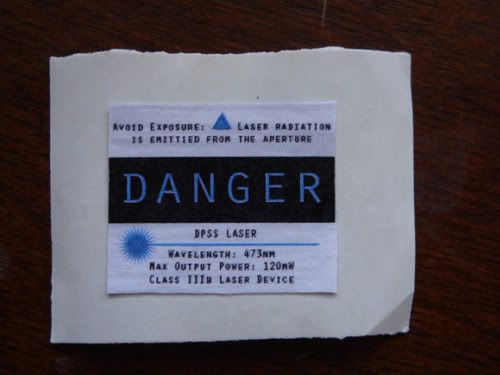 Avoid Exposure: Laser radiation
is emittied from the aperture
DANGER
DPSS LASER
Wavelength: 473nm
Max Output Power: 120mW
Class IIIb Laser Device